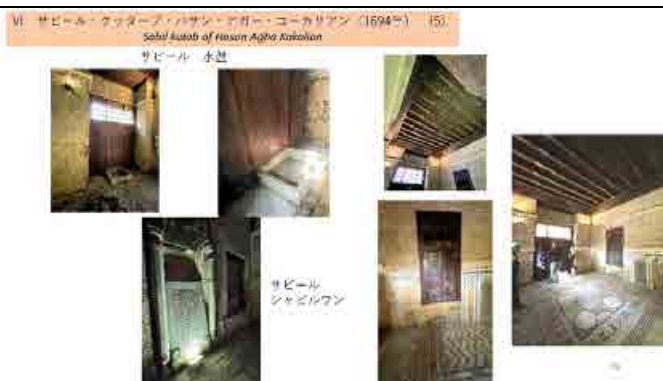 VI サビール・クッターブ・ハサン・アガー・コーカリアン（1694年） (5)
Sabil kutab of Hasan Agha Kokalian
サビール 水盤
サビール
シャビルワン